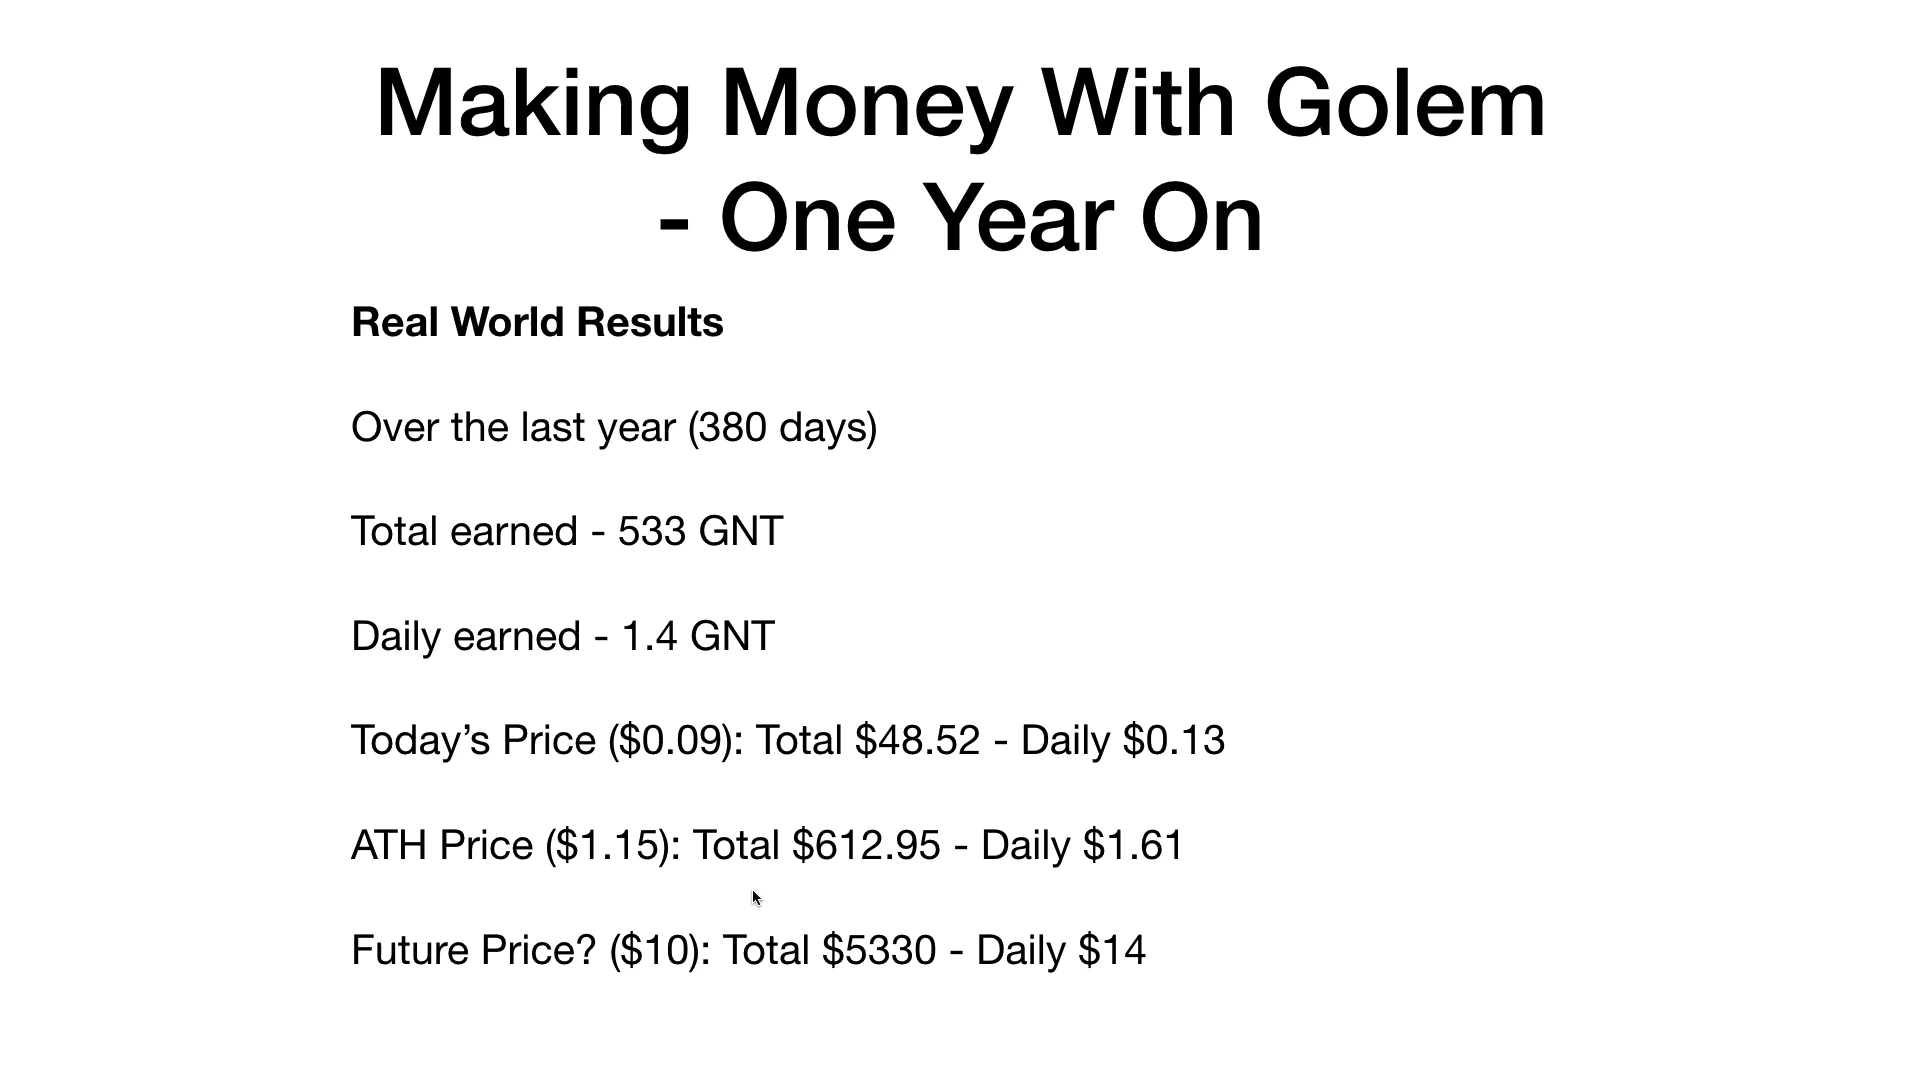 Making Money With Golem
- One Year On
Real World Results
Over the last year (380 days)
Total earned - 533 GNT
Daily earned - 1.4 GNT
Today’s Price ($0.09): Total $48.52 - Daily $0.13
ATH Price ($1.15): Total $612.95 - Daily $1.61
Future Price? ($10): Total $5330 - Daily $14